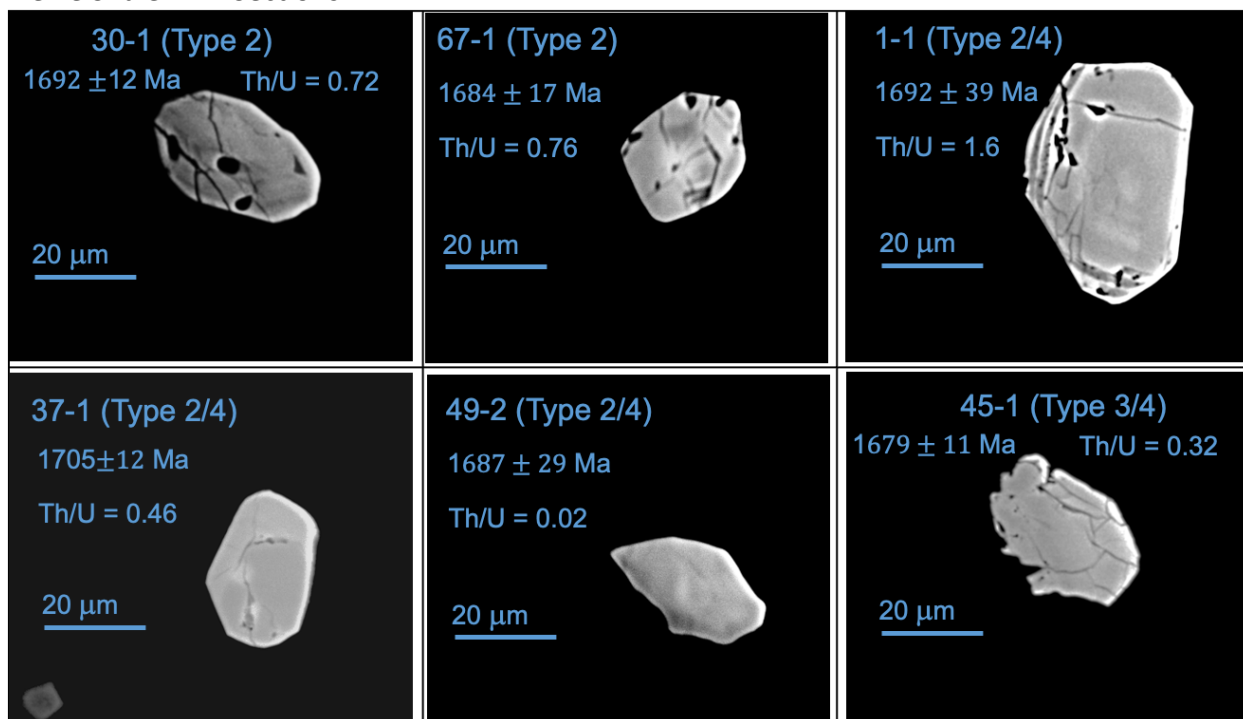 30-1 (Type 2)
1692 ±12 Ma Th/U = 0.72
20 µm
67-1 (Type 2)
1684 ± 17 Ma
Th/U = 0.76
20 µm
1-1 (Type 2/4)
1692 ± 39 Ma
Th/U = 1.6
20 µm
37-1 (Type 2/4)
1705±12 Ma
Th/U = 0.46
20 µm
49-2 (Type 2/4)
1687 ± 29 Ma
Th/U = 0.02
20 µm
45-1 (Type 3/4)
1679 ± 11 Ma Th/U = 0.32
20 µm